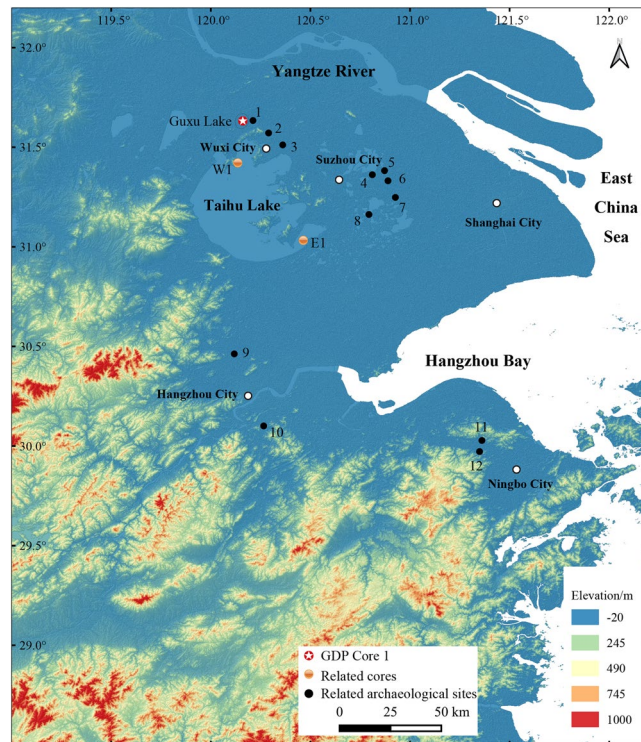 119.5° 120.0° 120.5° 121.0° 121.5° 122.0°
32.0°
Yangtze River
Guxu Lake 1
2
31.5°
Wuxi City 3
Suzhou City 5
W1 4 6
East
China
Sea
Taihu Lake 7
Shanghai City
8
31.0°
E1
30.5°
9
Hangzhou Bay
Hangzhou City
10
11
30.0°
12
Ningbo City
29.5°
Elevation/m
-20
245
490
745
1000
29.0°
GDP Core 1
Related cores
Related archaeological sites
0 25 50 km